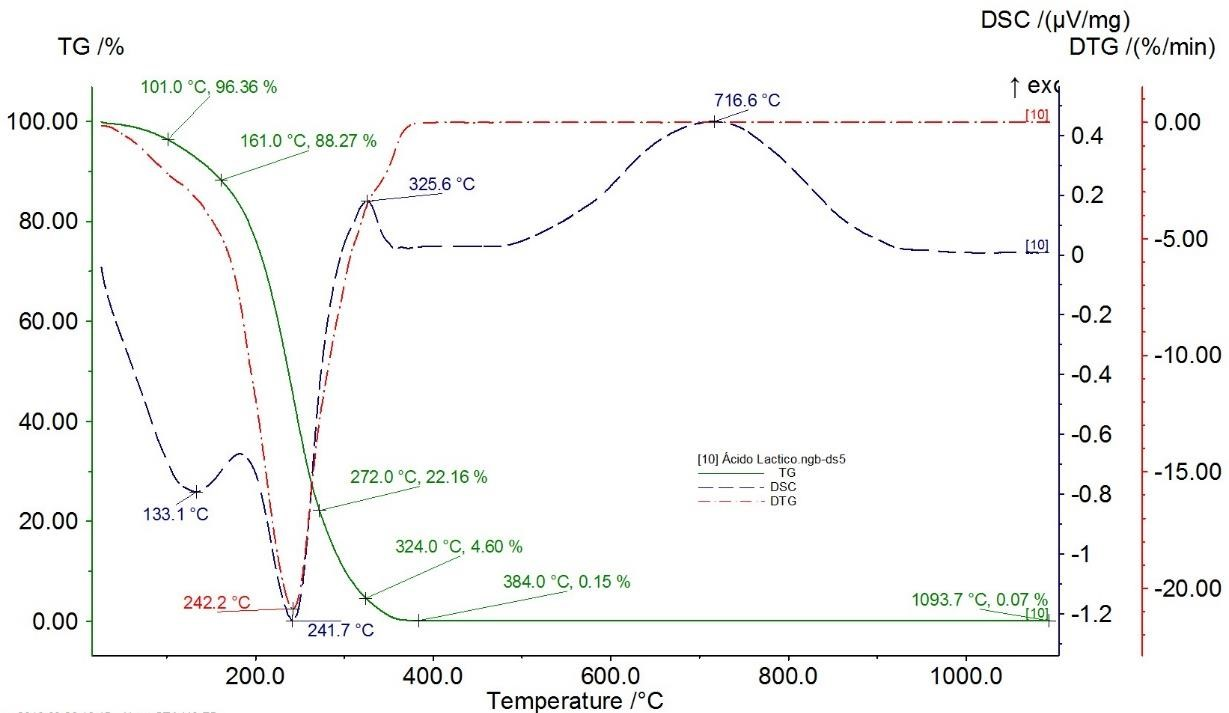 DSC /(µV/mg)
TG /%
DTG /(%/min)
↑ exo
101.0 °C, 96.36 %
716.6 °C
[10]
100.00
0.4
0.00
161.0 °C, 88.27 %
325.6 °C
0.2
80.00
-5.00
[10]
0
60.00
-0.2
-10.00
-0.4
40.00
-0.6
[10] Ácido Lactico.ngb-ds5
TG
DSC
DTG
272.0 °C, 22.16 %
-15.00
-0.8
133.1 °C
20.00
324.0 °C, 4.60 %
-1
384.0 °C, 0.15 %
-20.00
242.2 °C
1093.7 °C, 0.07 %
[10]
0.00
241.7 °C
-1.2
200.0
400.0
600.0
800.0
1000.0
Temperature /°C